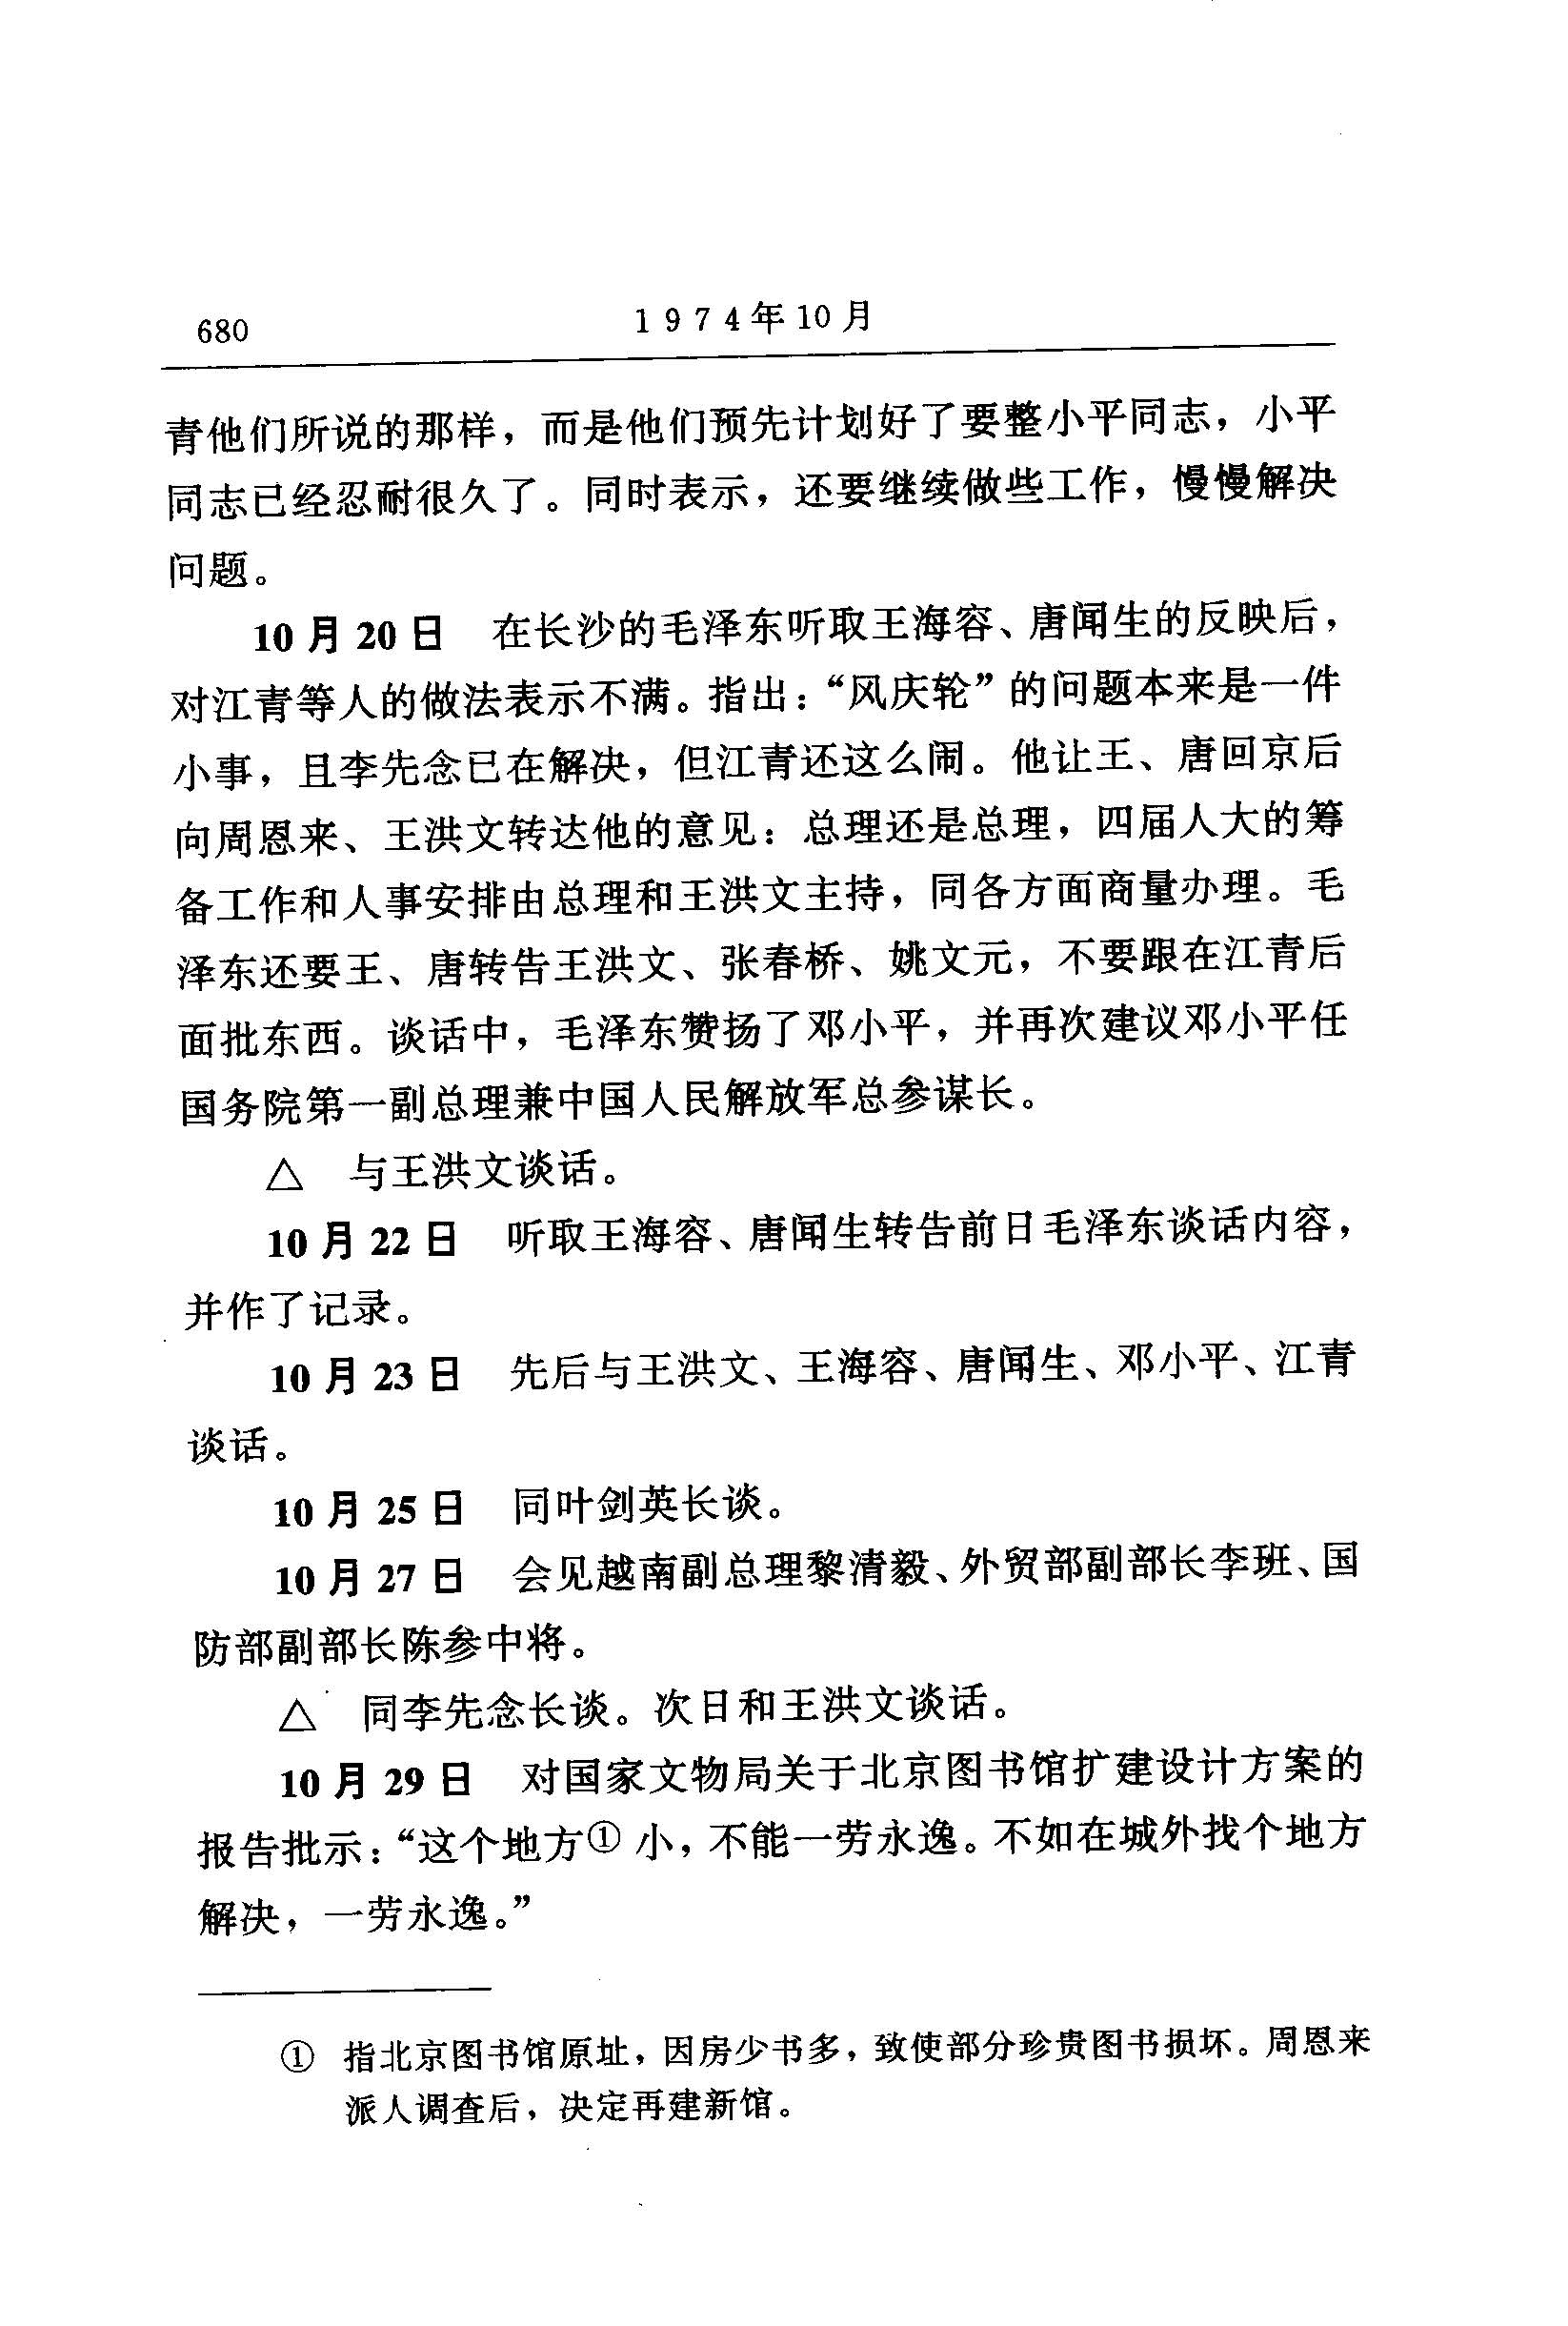 680
1974年10月
青他们所说的那样，而是他们预先计划好了要整小平同志，小平
同志已经忍耐很久了。同时表示，还要继续做些工作，慢慢解决
问题。
10月20日 在长沙的毛泽东听取王海容、唐闻生的反映后，
对江青等人的做法表示不满。指出：“风庆轮”的问题本来是一件
小事，且李先念已在解决，但江青还这么闹。他让王、唐回京后
向周恩来、王洪文转达他的意见：总理还是总理，四届人大的筹
备工作和人事安排由总理和王洪文主持，同各方面商量办理。毛
泽东还要王、唐转告王洪文、张春桥、姚文元，不要跟在江青后
面批东西。谈话中，毛泽东赞扬了邓小平，并再次建议邓小平任
国务院第一副总理兼中国人民解放军总参谋长。
△ 与王洪文谈话。
10月22日 听取王海容、唐闻生转告前日毛泽东谈话内容，
并作了记录。
10月23日 先后与王洪文、王海容、唐闻生、邓小平、江青
谈话。
10月25日 同叶剑英长谈。
10月27日 会见越南副总理黎清毅、外贸部副部长李班、国
防部副部长陈参中将。
△ 同李先念长谈。次日和王洪文谈话。
10月29日 对国家文物局关于北京图书馆扩建设计方案的
报告批示：“这个地方①小，不能一劳永逸。不如在城外找个地方
解决，一劳永逸。”
① 指北京图书馆原址，因房少书多，致使部分珍贵图书损坏。周恩来
派人调查后，决定再建新馆。